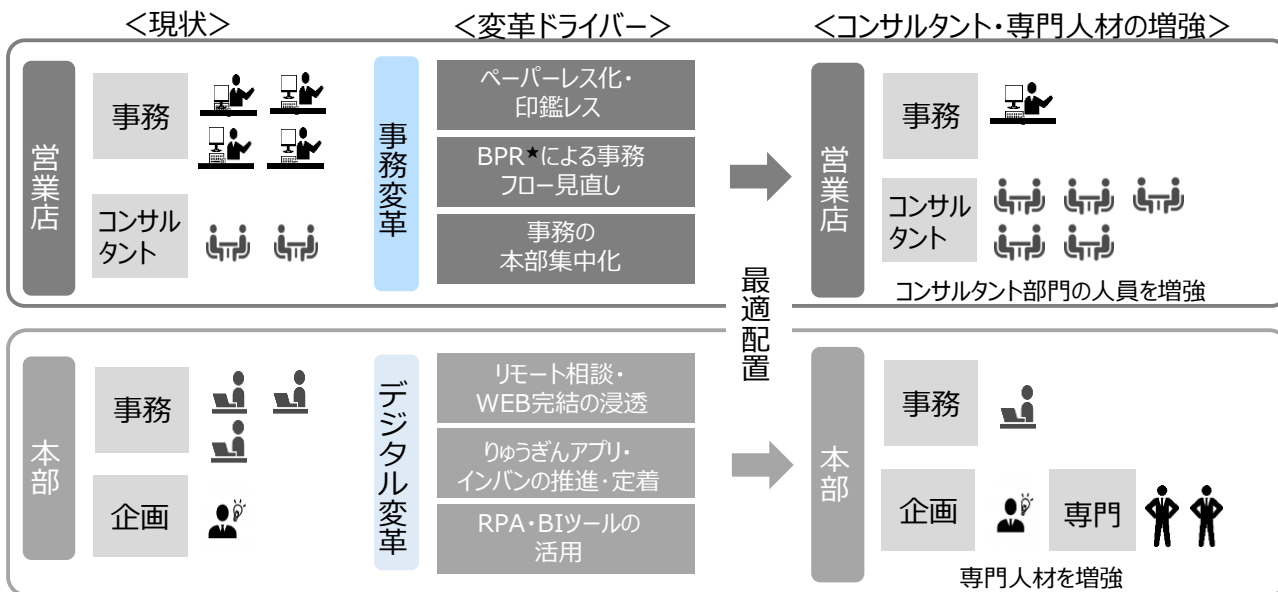 ＜現状＞
＜変革ドライバー＞
＜コンサルタント・専門人材の増強＞
営業店
事務
コンサル
タント
事務変革
ペーパーレス化・
印鑑レス
BPR★による事務
フロー見直し
事務の
本部集中化
最適配置
営業店
事務
コンサル
タント
コンサルタント部門の人員を増強
本部
事務
企画
デジタル変革
リモート相談・
WEB完結の浸透
りゅうぎんアプリ・
インバンの推進・定着
RPA・BIツールの
活用
本部
事務
企画
専門
専門人材を増強